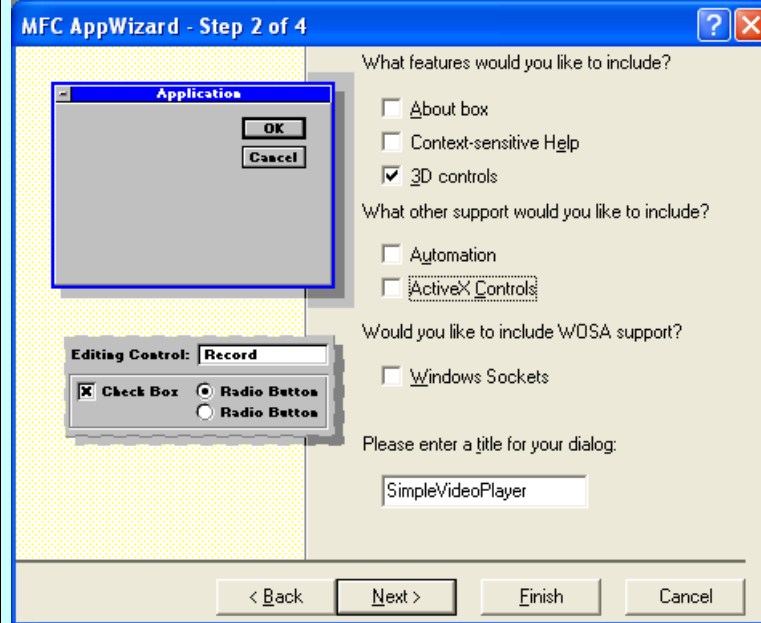 MFC AppWizard - Step 2 of 4
Application
OK
Cancel
Editing Control: Record
Check Box
Radio Button
Radio Button
What features would you like to include?
About box
Context-sensitive Help
3D controls
What other support would you like to include?
Automation
ActiveX Controls
Would you like to include WOSA support?
Windows Sockets
Please enter a title for your dialog:
SimpleVideoPlayer
< Back Next > Finish Cancel